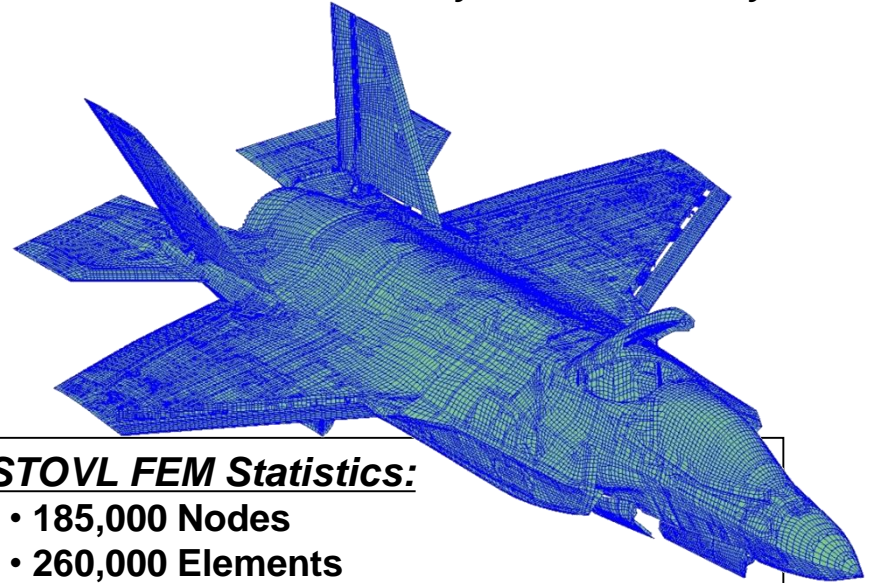 STOVL FEM Statistics:
• 185,000 Nodes
• 260,000 Elements